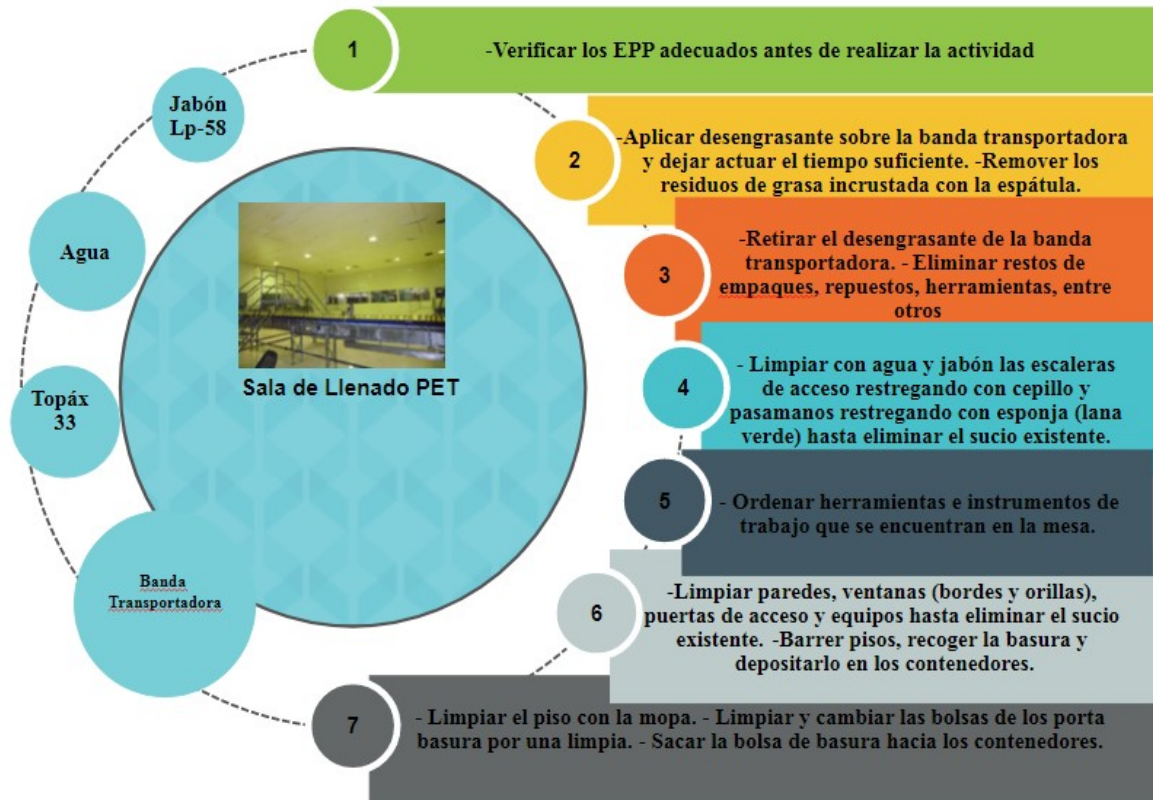 1
-Verificar los EPP adecuados antes de realizar la actividad
Jabón
Lp-58
2
-Aplicar desengrasante sobre la banda transportadora
y dejar actuar el tiempo suficiente. -Remover los
residuos de grasa incrustada con la espátula.
Agua
3
-Retirar el desengrasante de la banda
transportadora. - Eliminar restos de
empaques, repuestos, herramientas, entre
otros
Sala de Llenado PET
Topáx
33
4
- Limpiar con agua y jabón las escaleras
de acceso restregando con cepillo y
pasamanos restregando con esponja (lana
verde) hasta eliminar el sucio existente.
5
- Ordenar herramientas e instrumentos de
trabajo que se encuentran en la mesa.
Banda
Transportadora
6
-Limpiar paredes, ventanas (bordes y orillas),
puertas de acceso y equipos hasta eliminar el sucio
existente. -Barrer pisos, recoger la basura y
depositarlo en los contenedores.
7
- Limpiar el piso con la mopa. - Limpiar y cambiar las bolsas de los porta
basura por una limpia. - Sacar la bolsa de basura hacia los contenedores.